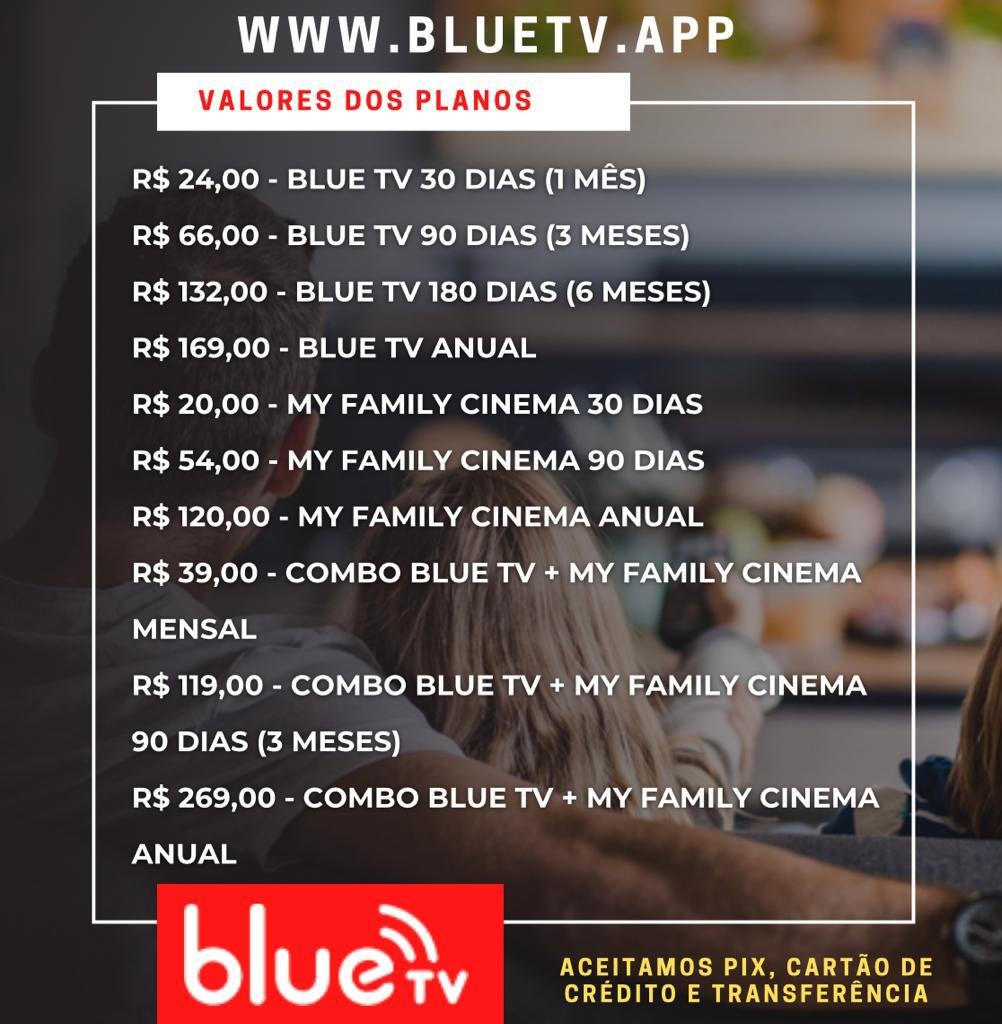 WWW.BLUETV.APP
VALORES DOS PLANOS
R$ 24,00 - BLUE TV 30 DIAS (1 MÊS)
R$ 66,00 - BLUE TV 90 DIAS (3 MESES)
R$ 132,00 - BLUE TV 180 DIAS (6 MESES)
R$ 169,00 - BLUE TV ANUAL
R$ 20,00 - MY FAMILY CINEMA 30 DIAS
R$ 54,00 - MY FAMILY CINEMA 90 DIAS
R$ 120,00 - MY FAMILY CINEMA ANUAL
R$ 39,00 - COMBO BLUE TV + MY FAMILY CINEMA
MENSAL
R$ 119,00 - COMBO BLUE TV + MY FAMILY CINEMA
90 DIAS (3 MESES)
R$ 269,00 - COMBO BLUE TV + MY FAMILY CINEMA
ANUAL
blue TV
ACEITAMOS PIX, CARTÃO DE
CRÉDITO E TRANSFERÊNCIA